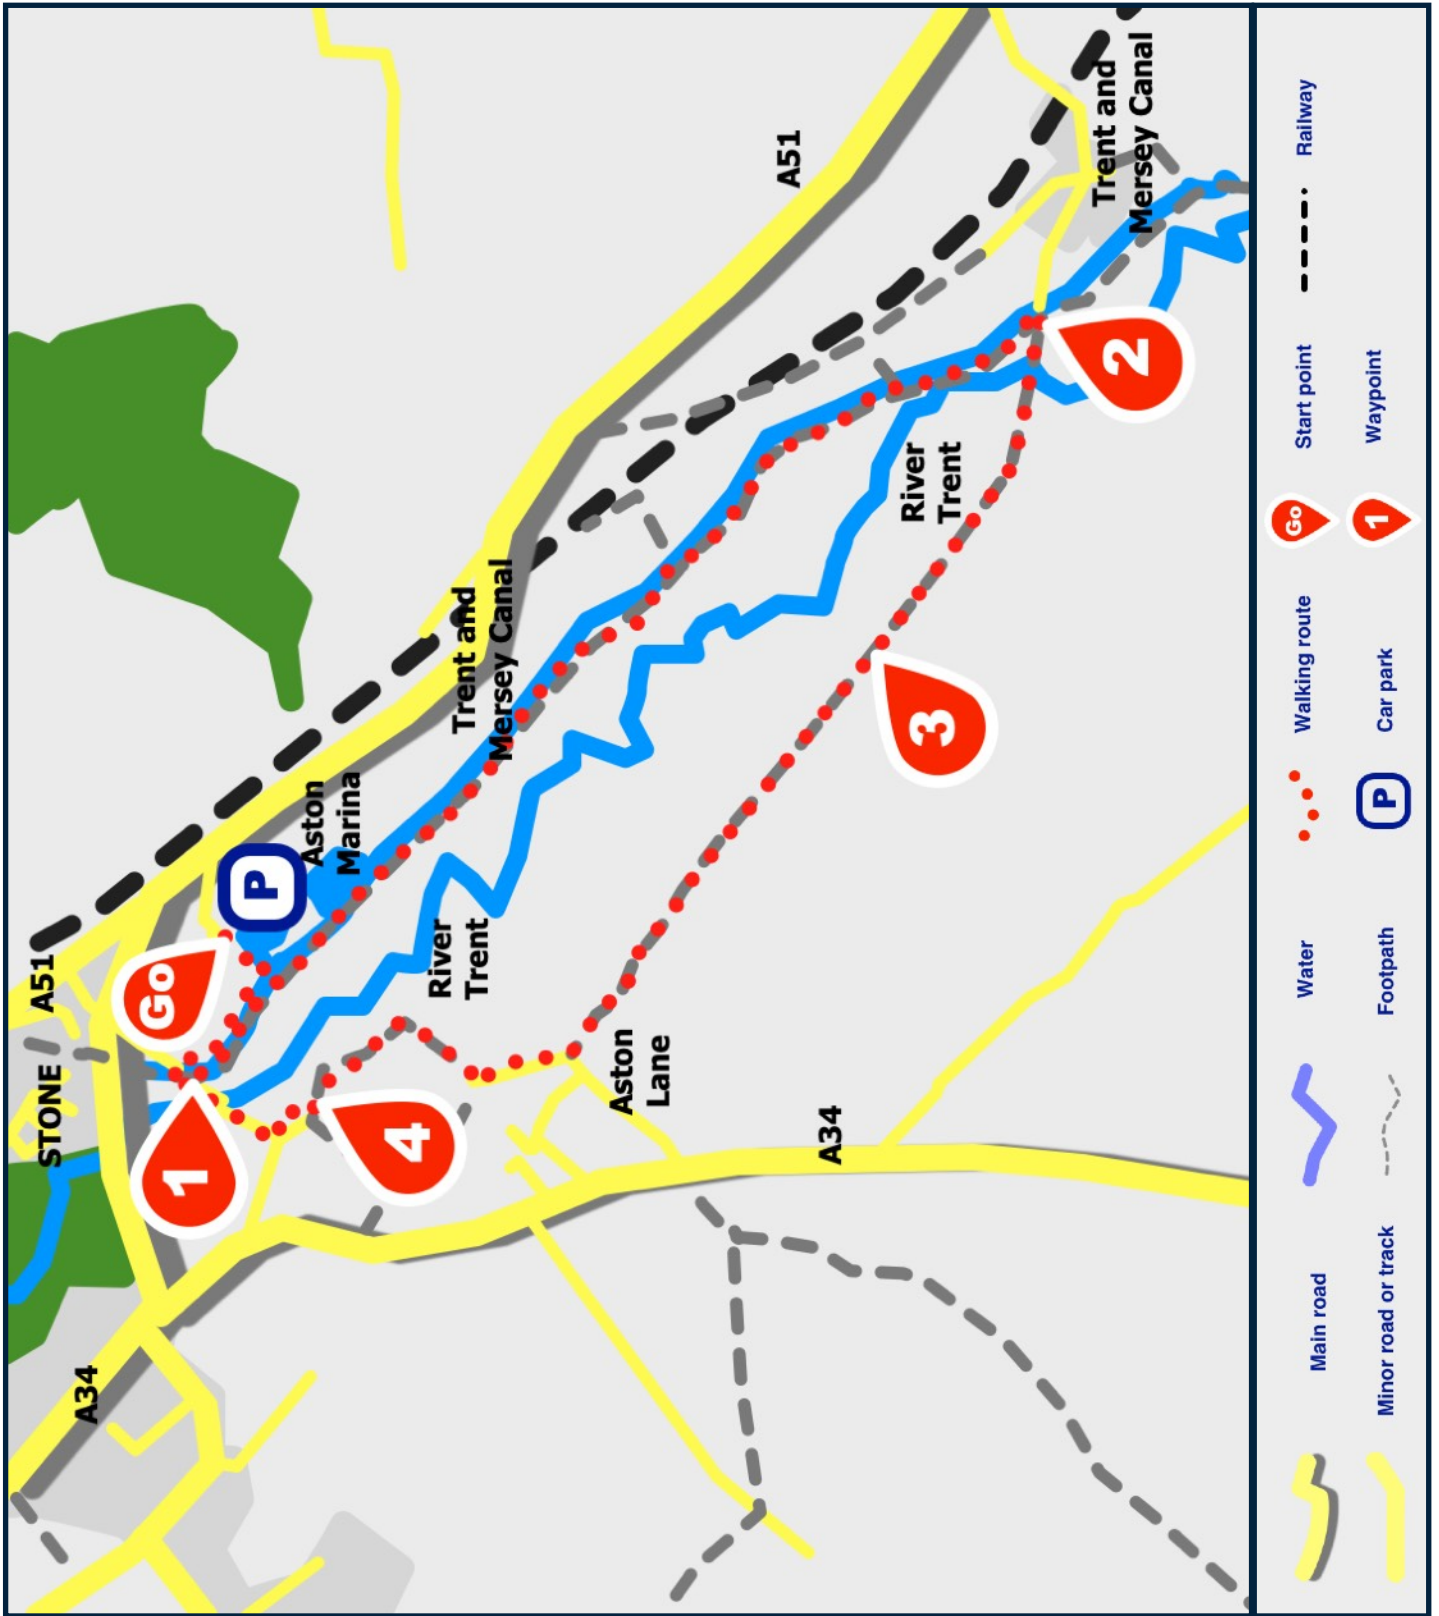 STONE
A51
A34
Go
1
P
Aston
Marina
4
River
Trent
Trent and
Mersey Canal
Aston
Lane
A51
A34
River
Trent
3
Trent and
Mersey Canal
2
Main road
Water
Walking route
Go
Start point
Railway
Minor road or track
Footpath
P
Car park
1
Waypoint